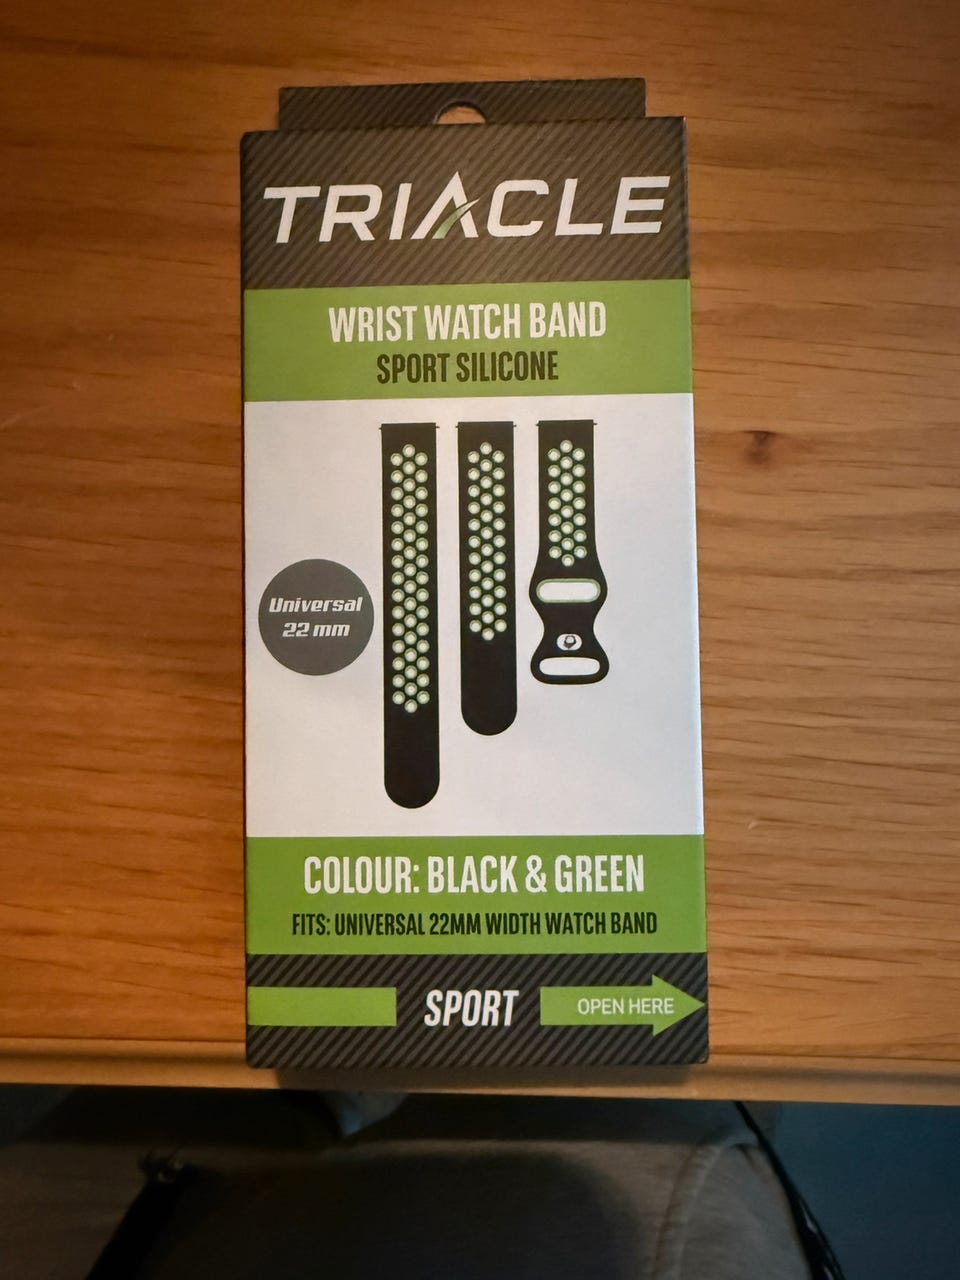 TRIACLE
WRIST WATCH BAND
SPORT SILICONE
Universal
22 mm
COLOUR: BLACK & GREEN
FITS: UNIVERSAL 22MM WIDTH WATCH BAND
SPORT
OPEN HERE